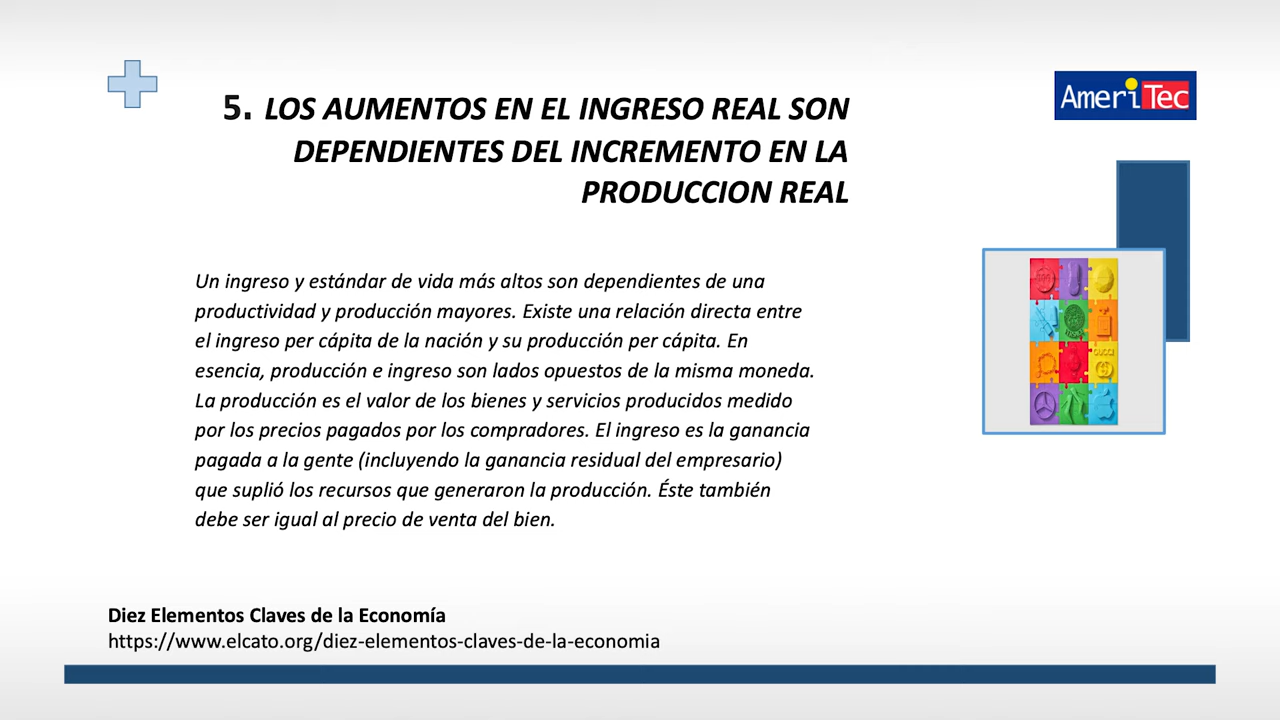 AmeriTec
5. LOS AUMENTOS EN EL INGRESO REAL SON
DEPENDIENTES DEL INCREMENTO EN LA
PRODUCCION REAL
Un ingreso y estándar de vida más altos son dependientes de una
productividad y producción mayores. Existe una relación directa entre
el ingreso per cápita de la nación y su producción per cápita. En
esencia, producción e ingreso son lados opuestos de la misma moneda.
La producción es el valor de los bienes y servicios producidos medido
por los precios pagados por los compradores. El ingreso es la ganancia
pagada a la gente (incluyendo la ganancia residual del empresario)
que suplió los recursos que generaron la producción. Éste también
debe ser igual al precio de venta del bien.
GUCCI
Diez Elementos Claves de la Economía
https://www.elcato.org/diez-elementos-claves-de-la-economia